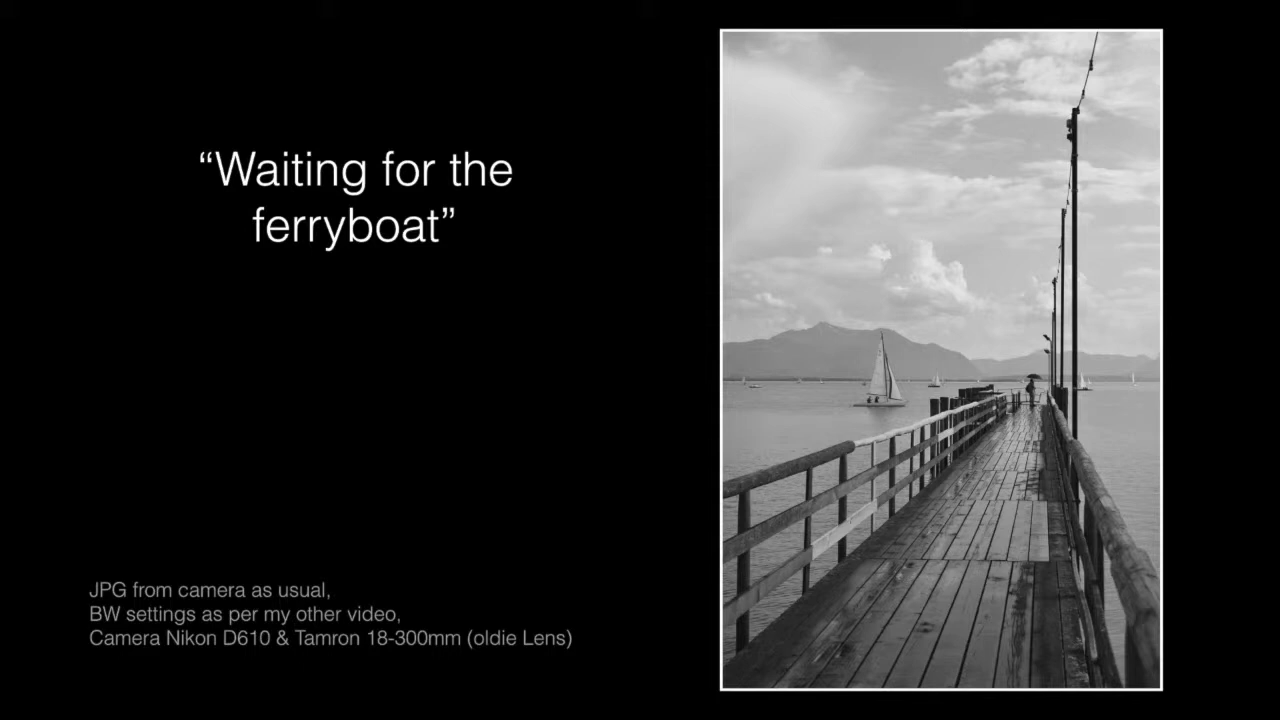 “Waiting for the
ferryboat”
JPG from camera as usual,
BW settings as per my other video,
Camera Nikon D610 & Tamron 18-300mm (oldie Lens)